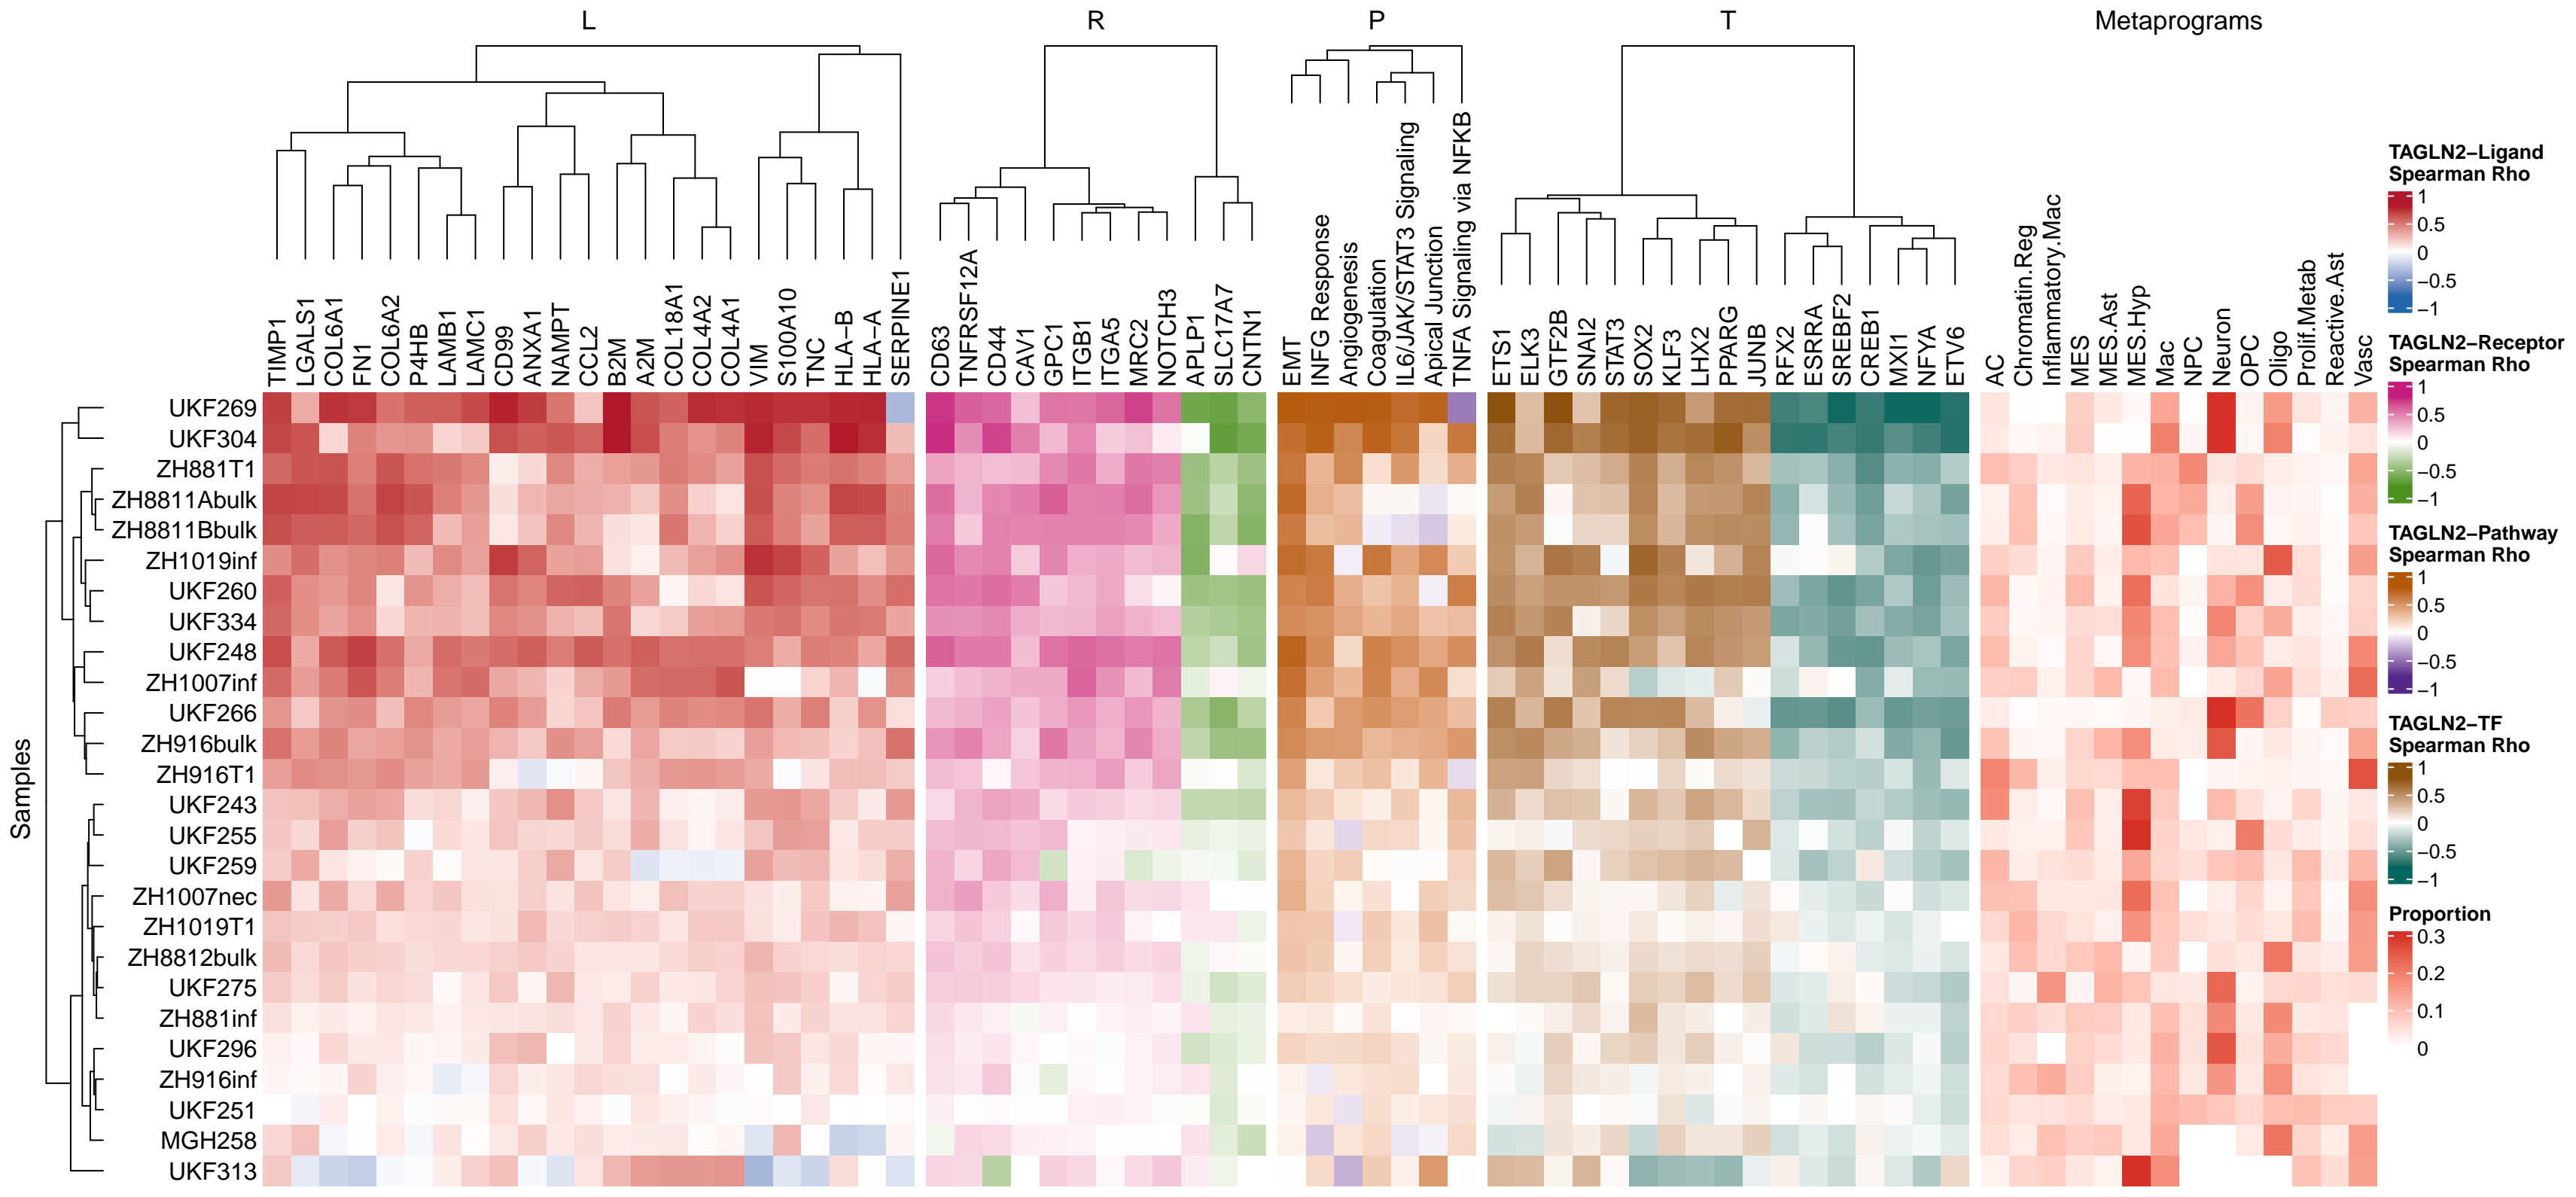 L R P T Metaprograms
TIMP1 LGALS1 COL6A1 FN1 COL6A2 P4HB LAMB1 LAMC1 CD99 ANXA1 NAMPT CCL2 B2M A2M COL18A1 COL4A2 COL4A1 VIM S100A10 TNC HLA−B HLA−A SERPINE1
CD63 TNFRSF12A CD44 CAV1 GPC1 ITGB1 ITGA5 MRC2 NOTCH3 APLP1 SLC17A7 CNTN1
EMT
INFG Response
Angiogenesis
Coagulation
IL6/JAK/STAT3 Signaling
Apical Junction
TNFA Signaling via NFKB
ETS1 ELK3 GTF2B SNAI2 STAT3 SOX2 KLF3 LHX2 PPARG JUNB RFX2 ESRRA SREBF2 CREB1 MXI1 NFYA ETV6
AC Chromatin.Reg Inflammatory.Mac MES MES.Ast MES.Hyp Mac NPC Neuron OPC Oligo Prolif.Metab Reactive.Ast Vasc
Samples
UKF269
UKF304
ZH881T1
ZH8811Abulk
ZH8811Bbulk
ZH1019inf
UKF260
UKF334
UKF248
ZH1007inf
UKF266
ZH916bulk
ZH916T1
UKF243
UKF255
UKF259
ZH1007nec
ZH1019T1
ZH8812bulk
UKF275
ZH881inf
UKF296
ZH916inf
UKF251
MGH258
UKF313
TAGLN2−Ligand
Spearman Rho
1
0.5
0
−0.5
−1
TAGLN2−Receptor
Spearman Rho
1
0.5
0
−0.5
−1
TAGLN2−Pathway
Spearman Rho
1
0.5
0
−0.5
−1
TAGLN2−TF
Spearman Rho
1
0.5
0
−0.5
−1
Proportion
0.3
0.2
0.1
0